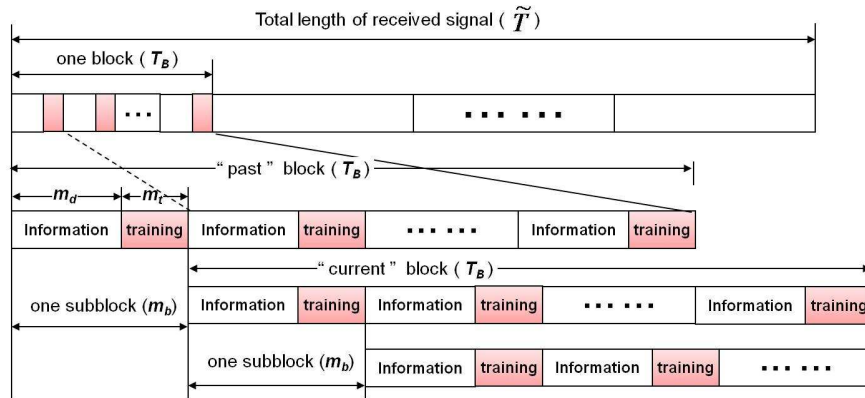 Total length of received signal ( T̃ )
one block ( T_B )
... ... ...
“ past ” block ( T_B )
m_d m_t
Information training Information training ... ... Information training
“ current ” block ( T_B )
one subblock (m_b) Information training Information training ... ... Information training
one subblock (m_b) Information training Information training ... ...